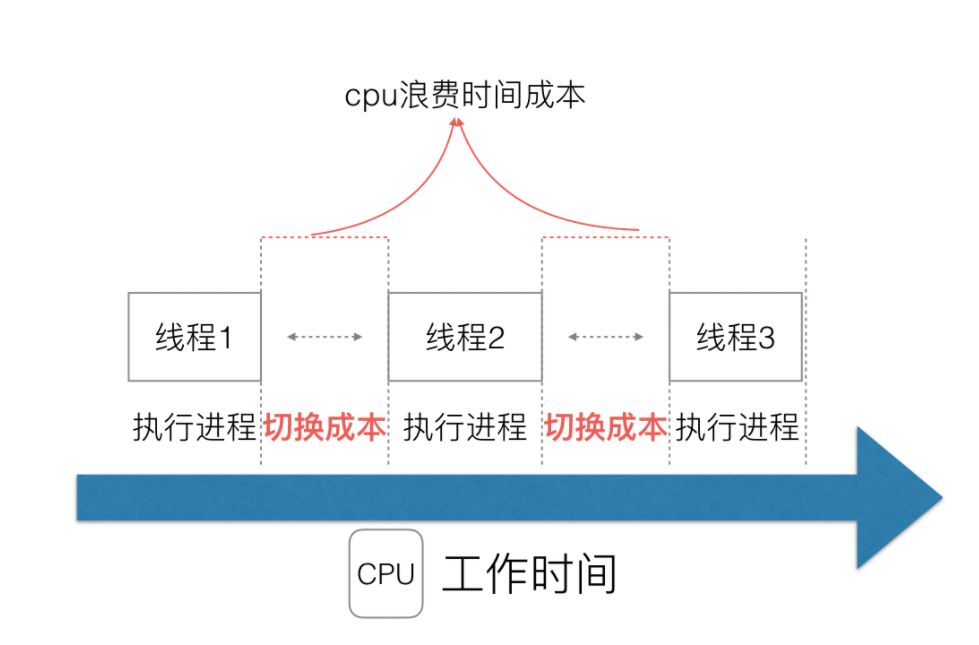 cpu浪费时间成本
线程1
线程2
线程3
执行进程
切换成本
执行进程
切换成本
执行进程
CPU
工作时间